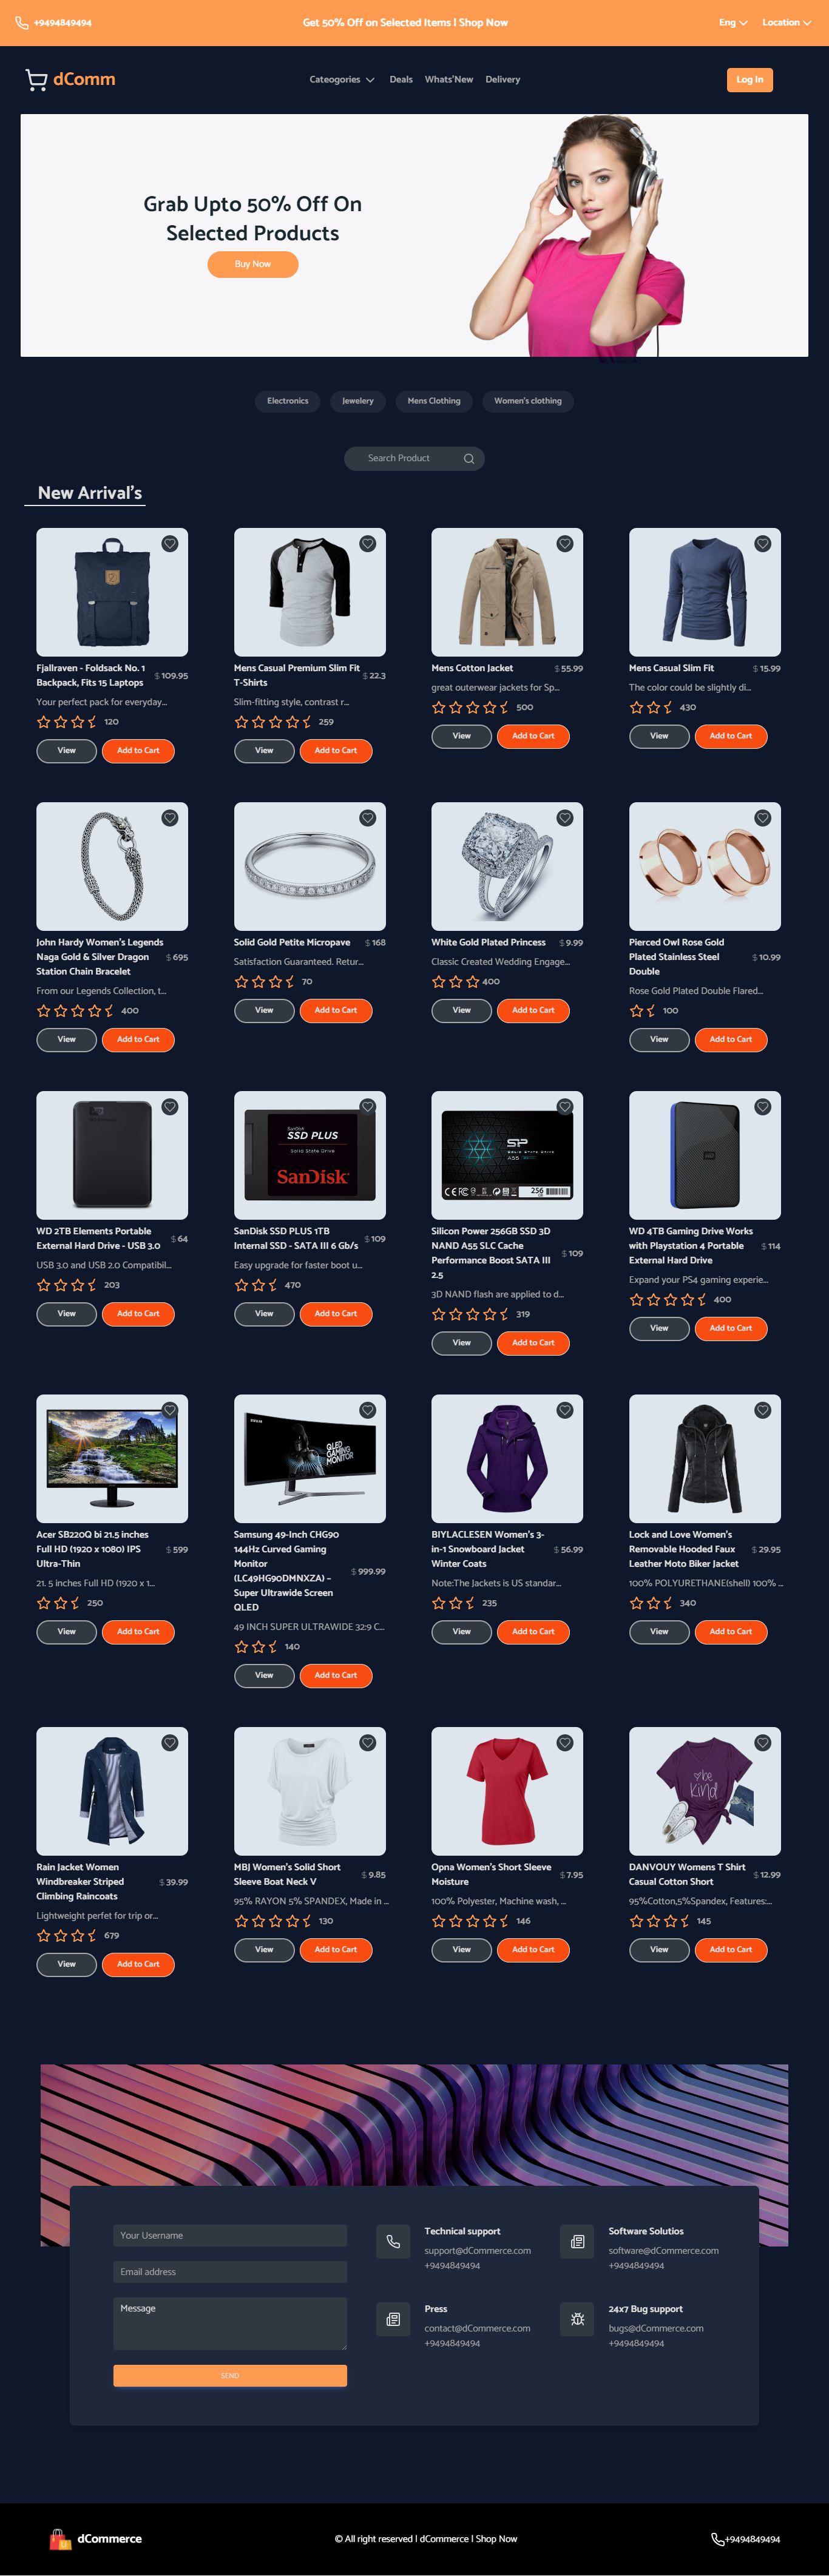 +9494849494
Get 50% Off on Selected Items | Shop Now
Eng
Location
dComm
Cateogories
Deals
Whats'New
Delivery
Log In
Grab Upto 50% Off On
Selected Products
Buy Now
Electronics
Jewelery
Mens Clothing
Women's clothing
Search Product
New Arrival's
Fjallraven - Foldsack No. 1
Backpack, Fits 15 Laptops
$ 109.95
Your perfect pack for everyday...
120
View
Add to Cart
Mens Casual Premium Slim Fit
T-Shirts
$ 22.3
Slim-fitting style, contrast r...
259
View
Add to Cart
Mens Cotton Jacket
$ 55.99
great outerwear jackets for Sp...
500
View
Add to Cart
Mens Casual Slim Fit
$ 15.99
The color could be slightly di...
430
View
Add to Cart
John Hardy Women's Legends
Naga Gold & Silver Dragon
Station Chain Bracelet
$ 695
From our Legends Collection, t...
400
View
Add to Cart
Solid Gold Petite Micropave
$ 168
Satisfaction Guaranteed. Retur...
70
View
Add to Cart
White Gold Plated Princess
$ 9.99
Classic Created Wedding Engage...
400
View
Add to Cart
Pierced Owl Rose Gold
Plated Stainless Steel
Double
$ 10.99
Rose Gold Plated Double Flared...
100
View
Add to Cart
WD 2TB Elements Portable
External Hard Drive - USB 3.0
$ 64
USB 3.0 and USB 2.0 Compatibil...
203
View
Add to Cart
SanDisk
SSD PLUS
Solid State Drive
SanDisk
SanDisk SSD PLUS 1TB
Internal SSD - SATA III 6 Gb/s
$ 109
Easy upgrade for faster boot u...
470
View
Add to Cart
SP
Solid State Drive
A55
256
Silicon Power 256GB SSD 3D
NAND A55 SLC Cache
Performance Boost SATA III
2.5
$ 109
3D NAND flash are applied to d...
319
View
Add to Cart
WD
WD 4TB Gaming Drive Works
with Playstation 4 Portable
External Hard Drive
$ 114
Expand your PS4 gaming experie...
400
View
Add to Cart
Acer SB220Q bi 21.5 inches
Full HD (1920 x 1080) IPS
Ultra-Thin
$ 599
21. 5 inches Full HD (1920 x 1...
250
View
Add to Cart
QLED
GAMING
MONITOR
Samsung 49-Inch CHG90
144Hz Curved Gaming
Monitor
(LC49HG90DMNXZA) –
Super Ultrawide Screen
QLED
$ 999.99
49 INCH SUPER ULTRAWIDE 32:9 C...
140
View
Add to Cart
BIYLACLESEN Women's 3-
in-1 Snowboard Jacket
Winter Coats
$ 56.99
Note:The Jackets is US standar...
235
View
Add to Cart
Lock and Love Women's
Removable Hooded Faux
Leather Moto Biker Jacket
$ 29.95
100% POLYURETHANE(shell) 100% ...
340
View
Add to Cart
Rain Jacket Women
Windbreaker Striped
Climbing Raincoats
$ 39.99
Lightweight perfet for trip or...
679
View
Add to Cart
MBJ Women's Solid Short
Sleeve Boat Neck V
$ 9.85
95% RAYON 5% SPANDEX, Made in ...
130
View
Add to Cart
Opna Women's Short Sleeve
Moisture
$ 7.95
100% Polyester, Machine wash, ...
146
View
Add to Cart
be
kind
DANVOUY Womens T Shirt
Casual Cotton Short
$ 12.99
95%Cotton,5%Spandex, Features:...
145
View
Add to Cart
Your Username
Email address
Message
SEND
Technical support
support@dCommerce.com
+9494849494
Software Solutios
software@dCommerce.com
+9494849494
Press
contact@dCommerce.com
+9494849494
24x7 Bug support
bugs@dCommerce.com
+9494849494
dCommerce
© All right reserved | dCommerce | Shop Now
+9494849494